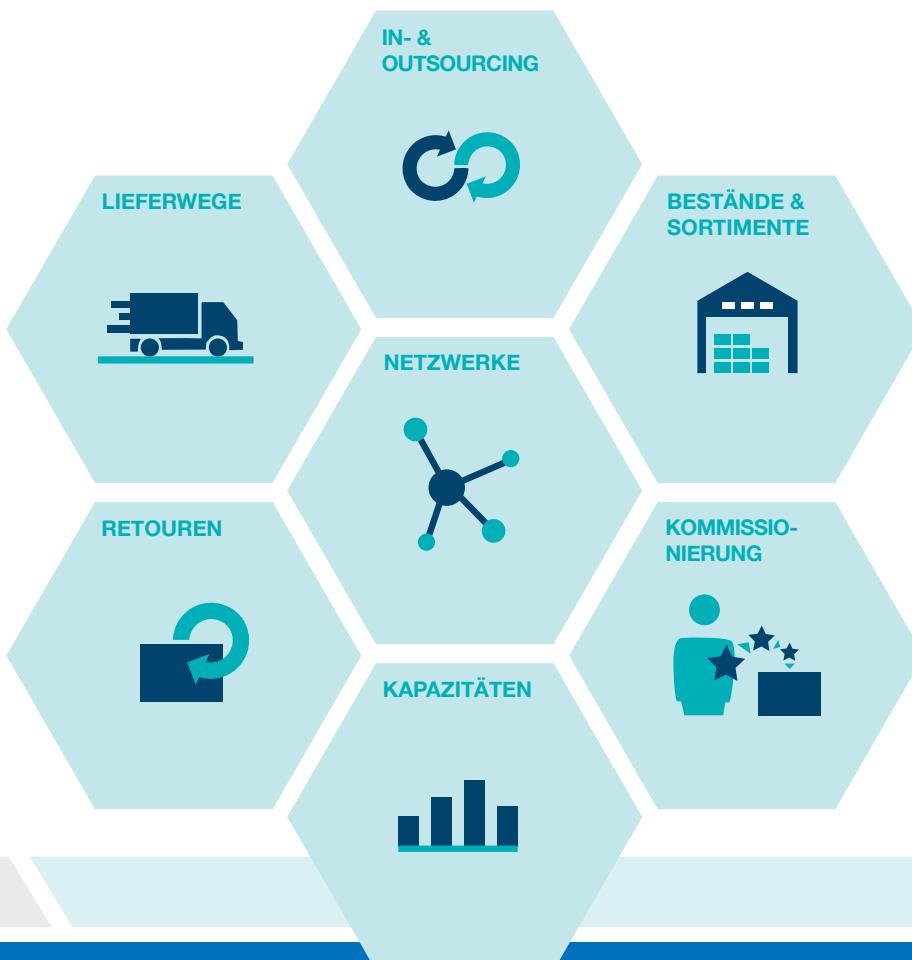 IN- &
OUTSOURCING
LIEFERWEGE
BESTÄNDE &
SORTIMENTE
NETZWERKE
RETOUREN
KOMMISSIO-
NIERUNG
KAPAZITÄTEN